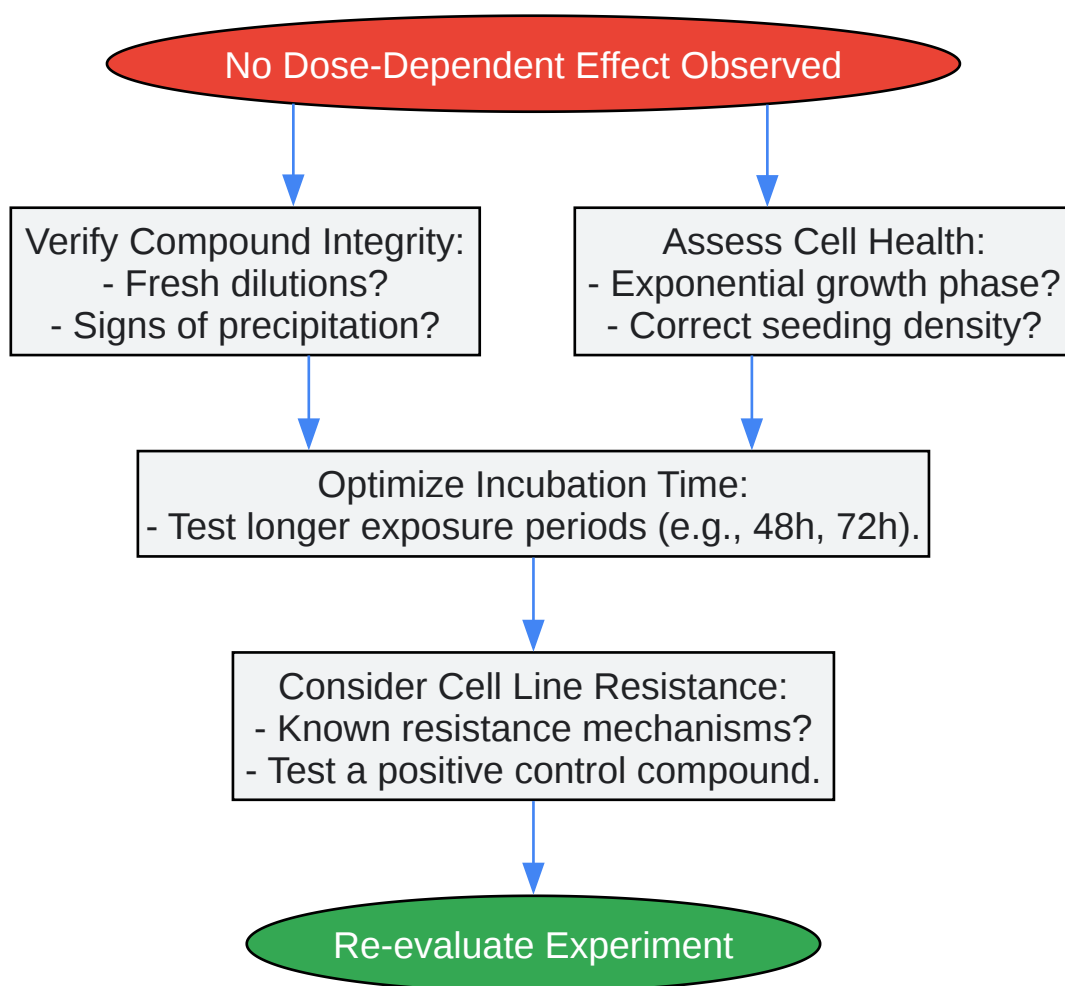 No Dose-Dependent Effect Observed
Verify Compound Integrity:
- Fresh dilutions?
- Signs of precipitation?
Assess Cell Health:
- Exponential growth phase?
- Correct seeding density?
Optimize Incubation Time:
- Test longer exposure periods (e.g., 48h, 72h).
Consider Cell Line Resistance:
- Known resistance mechanisms?
- Test a positive control compound.
Re-evaluate Experiment